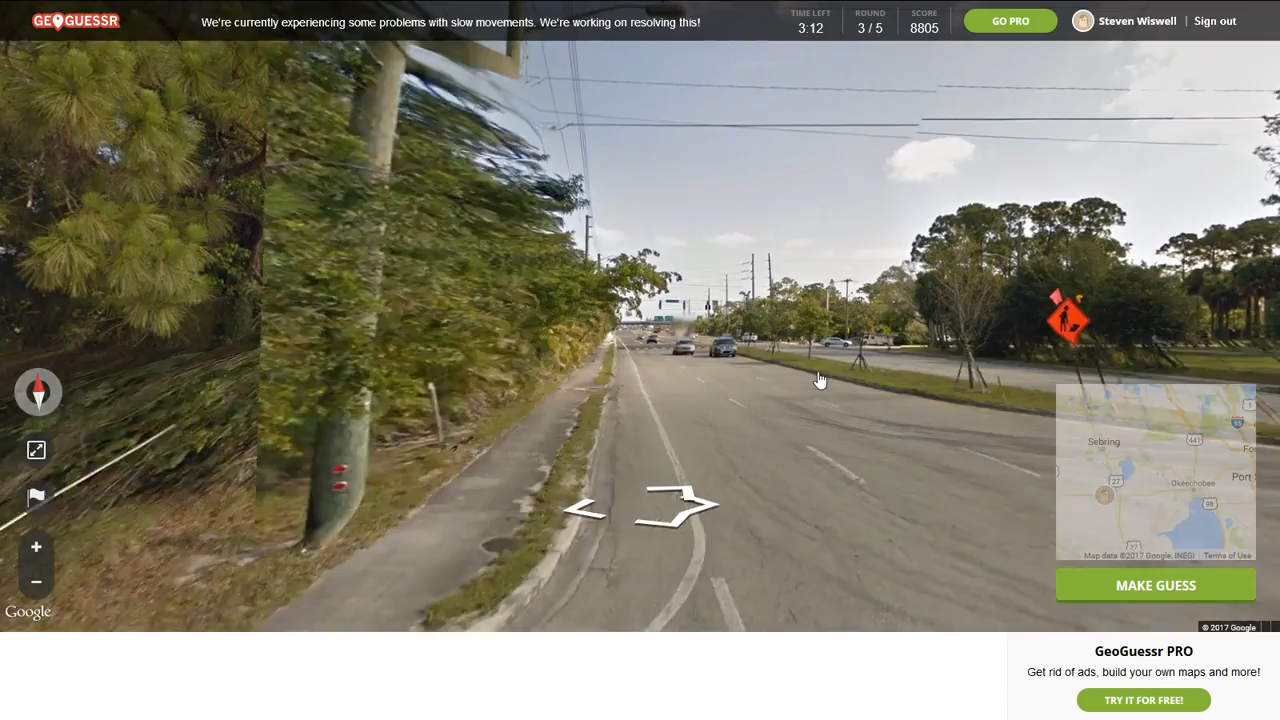 GEOGUESSR
We're currently experiencing some problems with slow movements. We're working on resolving this!
TIME LEFT
3:12
ROUND
3 / 5
SCORE
8805
GO PRO
Steven Wiswell | Sign out
Sebring
441
1
95
27
Okeechobee
Port
98
27
Map data ©2017 Google, INEGI Terms of Use
+
−
Google
MAKE GUESS
© 2017 Google
GeoGuessr PRO
Get rid of ads, build your own maps and more!
TRY IT FOR FREE!